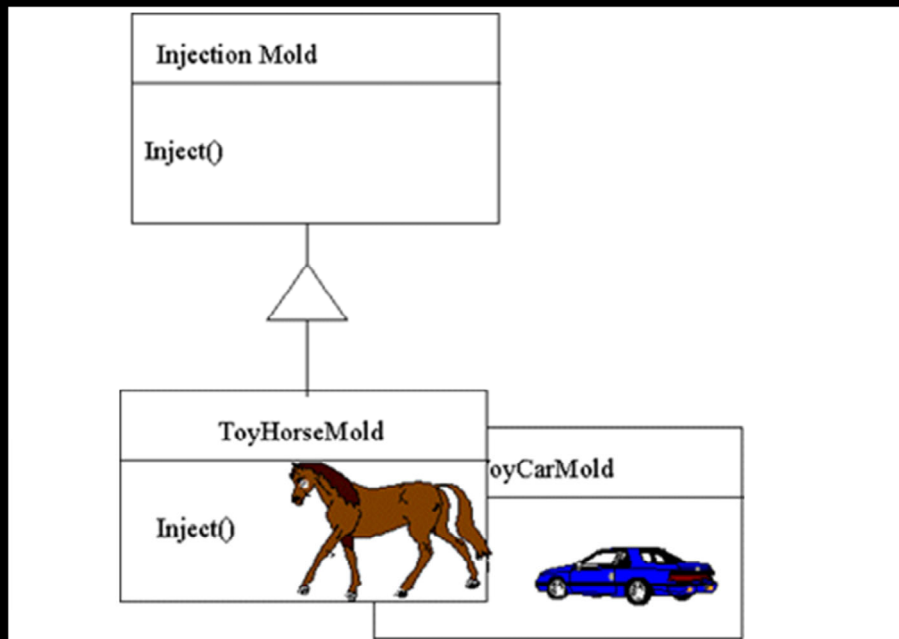 Injection Mold
Inject()
ToyHorseMold
oyCarMold
Inject()